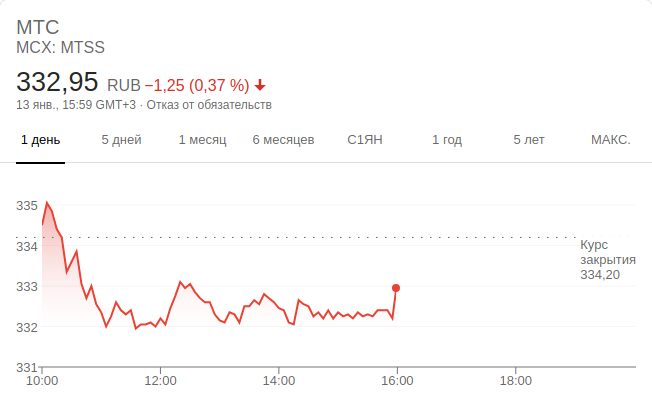 МТС
MCX: MTSS
332,95 RUB −1,25 (0,37 %)
13 янв., 15:59 GMT+3 · Отказ от обязательств
1 день 5 дней 1 месяц 6 месяцев С1ЯН 1 год 5 лет МАКС.
335
334
333
332
331
Курс
закрытия
334,20
10:00 12:00 14:00 16:00 18:00